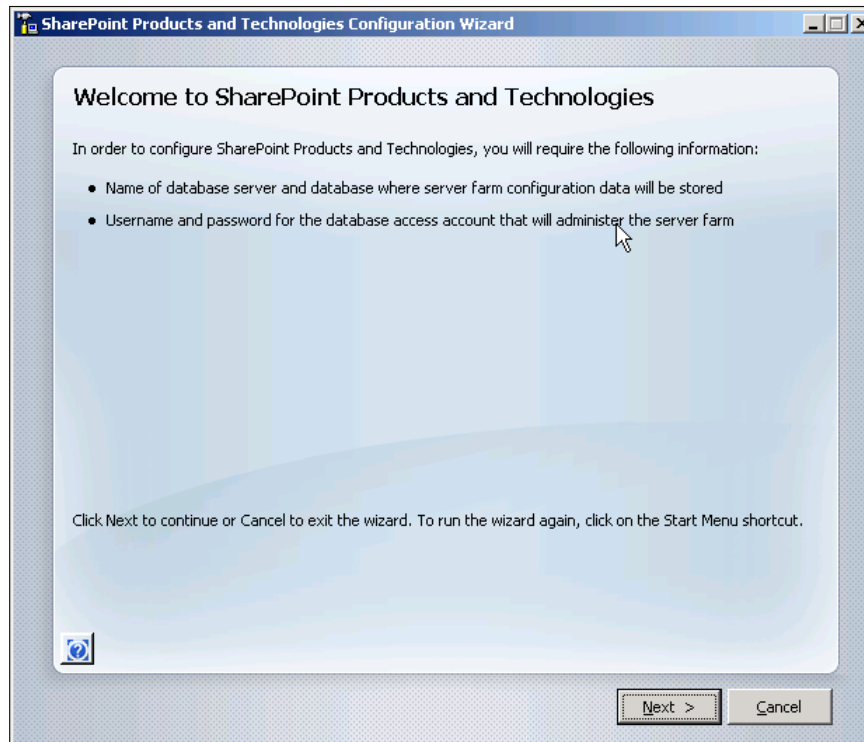 SharePoint Products and Technologies Configuration Wizard
Welcome to SharePoint Products and Technologies
In order to configure SharePoint Products and Technologies, you will require the following information:
• Name of database server and database where server farm configuration data will be stored
• Username and password for the database access account that will administer the server farm
Click Next to continue or Cancel to exit the wizard. To run the wizard again, click on the Start Menu shortcut.
Next >
Cancel